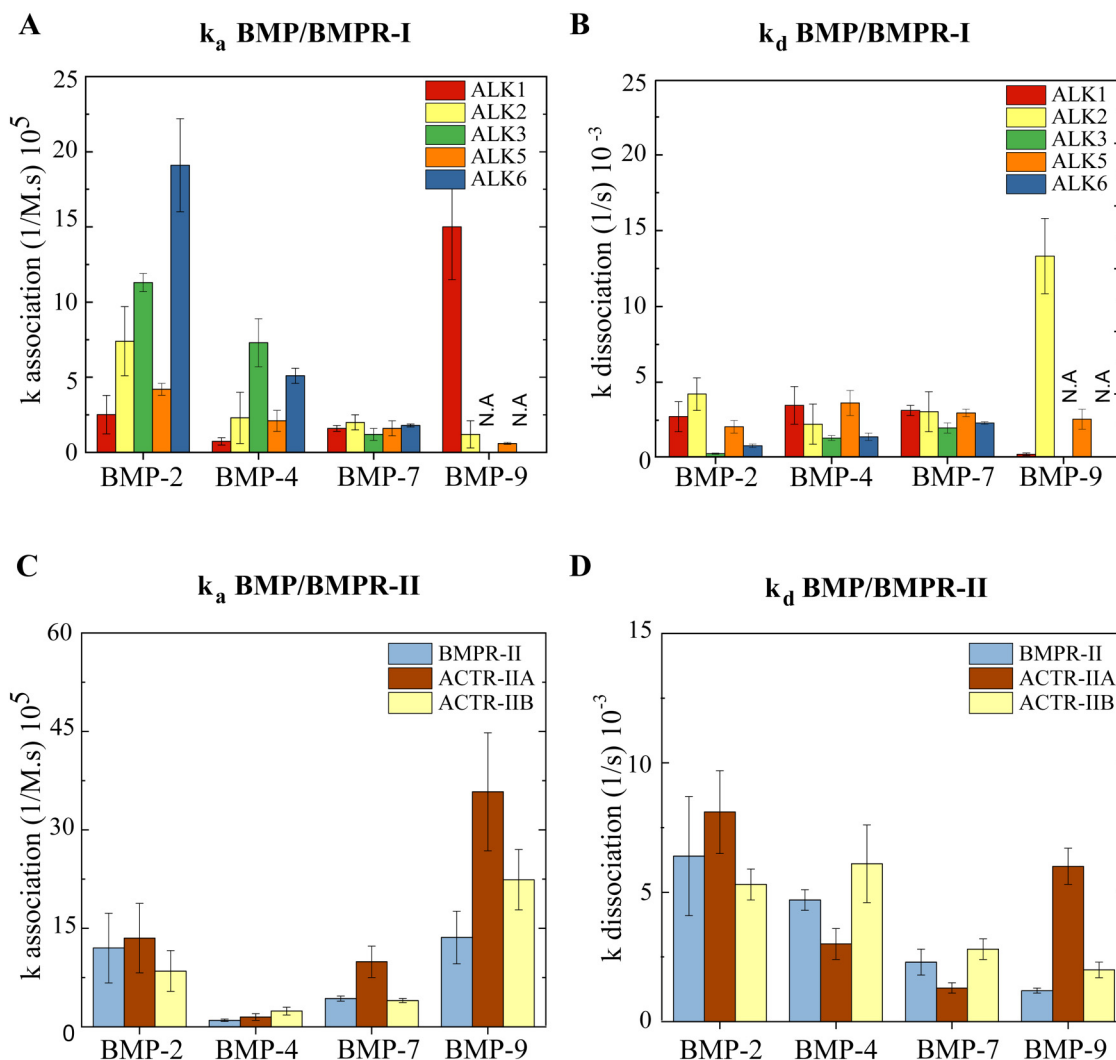 A
k_a BMP/BMPR-I
k association (1/M.s) 10^5
25
20
15
10
5
0
ALK1
ALK2
ALK3
ALK5
ALK6
N.A
N.A
BMP-2
BMP-4
BMP-7
BMP-9
B
k_d BMP/BMPR-I
k dissociation (1/s) 10^-3
25
20
15
10
5
0
ALK1
ALK2
ALK3
ALK5
ALK6
N.A
N.A
BMP-2
BMP-4
BMP-7
BMP-9
C
k_a BMP/BMPR-II
k association (1/M.s) 10^5
60
45
30
15
0
BMPR-II
ACTR-IIA
ACTR-IIB
BMP-2
BMP-4
BMP-7
BMP-9
D
k_d BMP/BMPR-II
k dissociation (1/s) 10^-3
15
10
5
0
BMPR-II
ACTR-IIA
ACTR-IIB
BMP-2
BMP-4
BMP-7
BMP-9